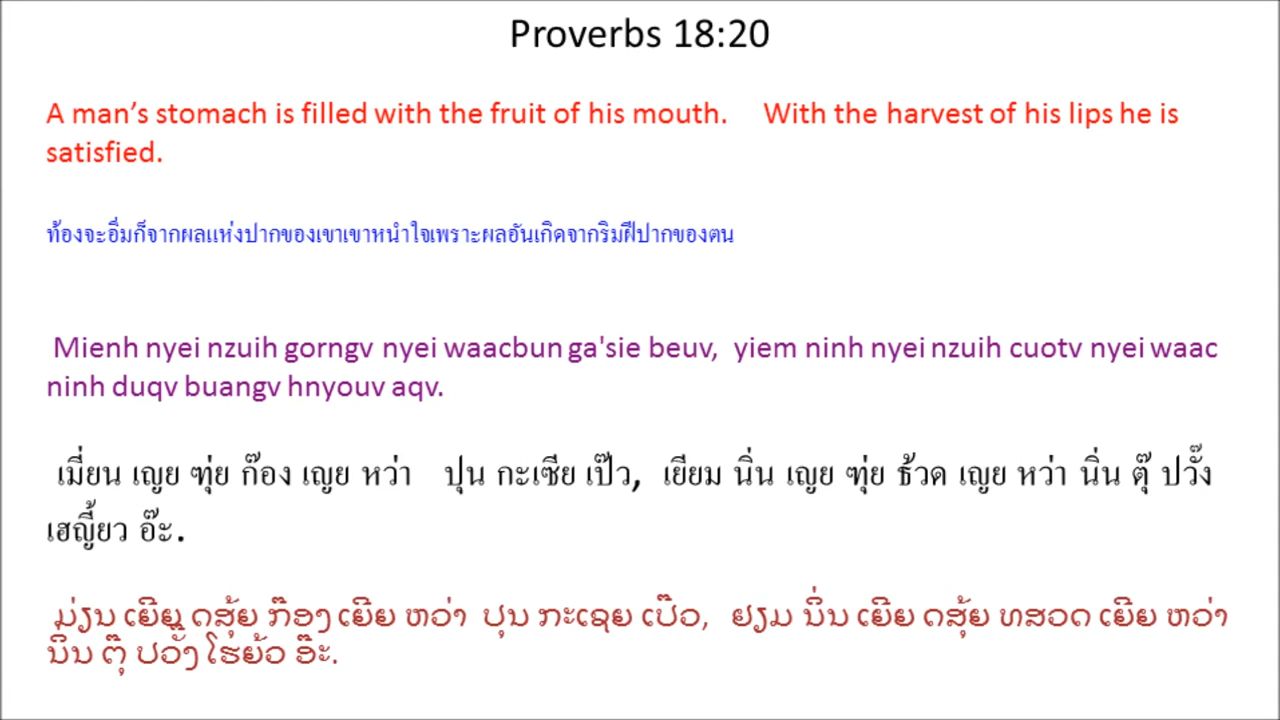 Proverbs 18:20
A man’s stomach is filled with the fruit of his mouth. With the harvest of his lips he is
satisfied.
ท้องจะอิ่มก็จากผลแห่งปากของเขาเขาหนำใจเพราะผลอันเกิดจากริมฝีปากของตน
Mienh nyei nzuih gorngv nyei waacbun ga'sie beuv, yiem ninh nyei nzuih cuotv nyei waac
ninh duqv buangv hnyouv aqv.
เมี่ยน เญย ฑุ่ย ก๊อง เญย หว่า ปุน กะเซีย เป๊ว, เยียม นิ่น เญย ฑุ่ย ธ้วด เญย หว่า นิ่น ตุ๊ ปวั๊ง
เฮญี้ยว อ๊ะ.
ມ່ຽນ ເຍີຍ ດສຸ້ຍ ກ໊ອງ ເຍີຍ ຫວ່າ ປຸນ ກະເຊຍ ເປ໊ວ, ຢຽມ ນິ່ນ ເຍີຍ ດສຸ້ຍ ທສວດ ເຍີຍ ຫວ່າ
ນິ່ນ ຕຸ໊ ປວັ໊ງ ໂຮຍ້ວ ອ໊ະ.